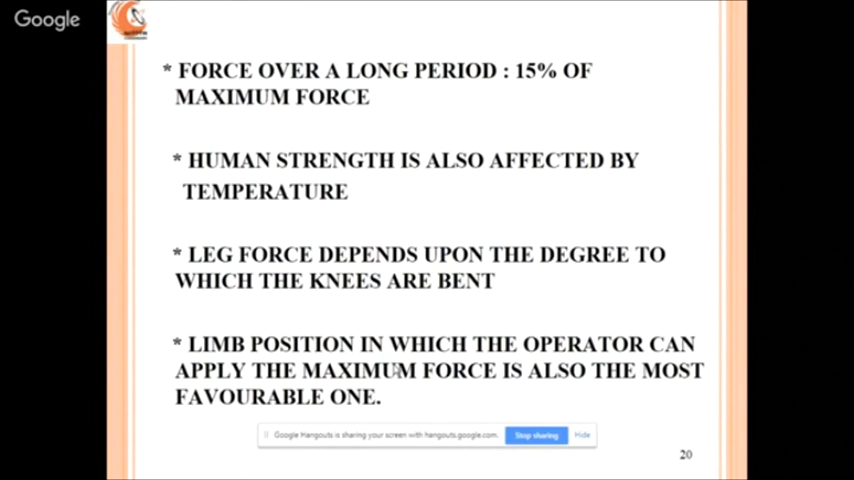 Google
* FORCE OVER A LONG PERIOD : 15% OF
MAXIMUM FORCE
* HUMAN STRENGTH IS ALSO AFFECTED BY
TEMPERATURE
* LEG FORCE DEPENDS UPON THE DEGREE TO
WHICH THE KNEES ARE BENT
* LIMB POSITION IN WHICH THE OPERATOR CAN
APPLY THE MAXIMUM FORCE IS ALSO THE MOST
FAVOURABLE ONE.
Google Hangouts is sharing your screen with hangouts.google.com. Stop sharing Hide
20